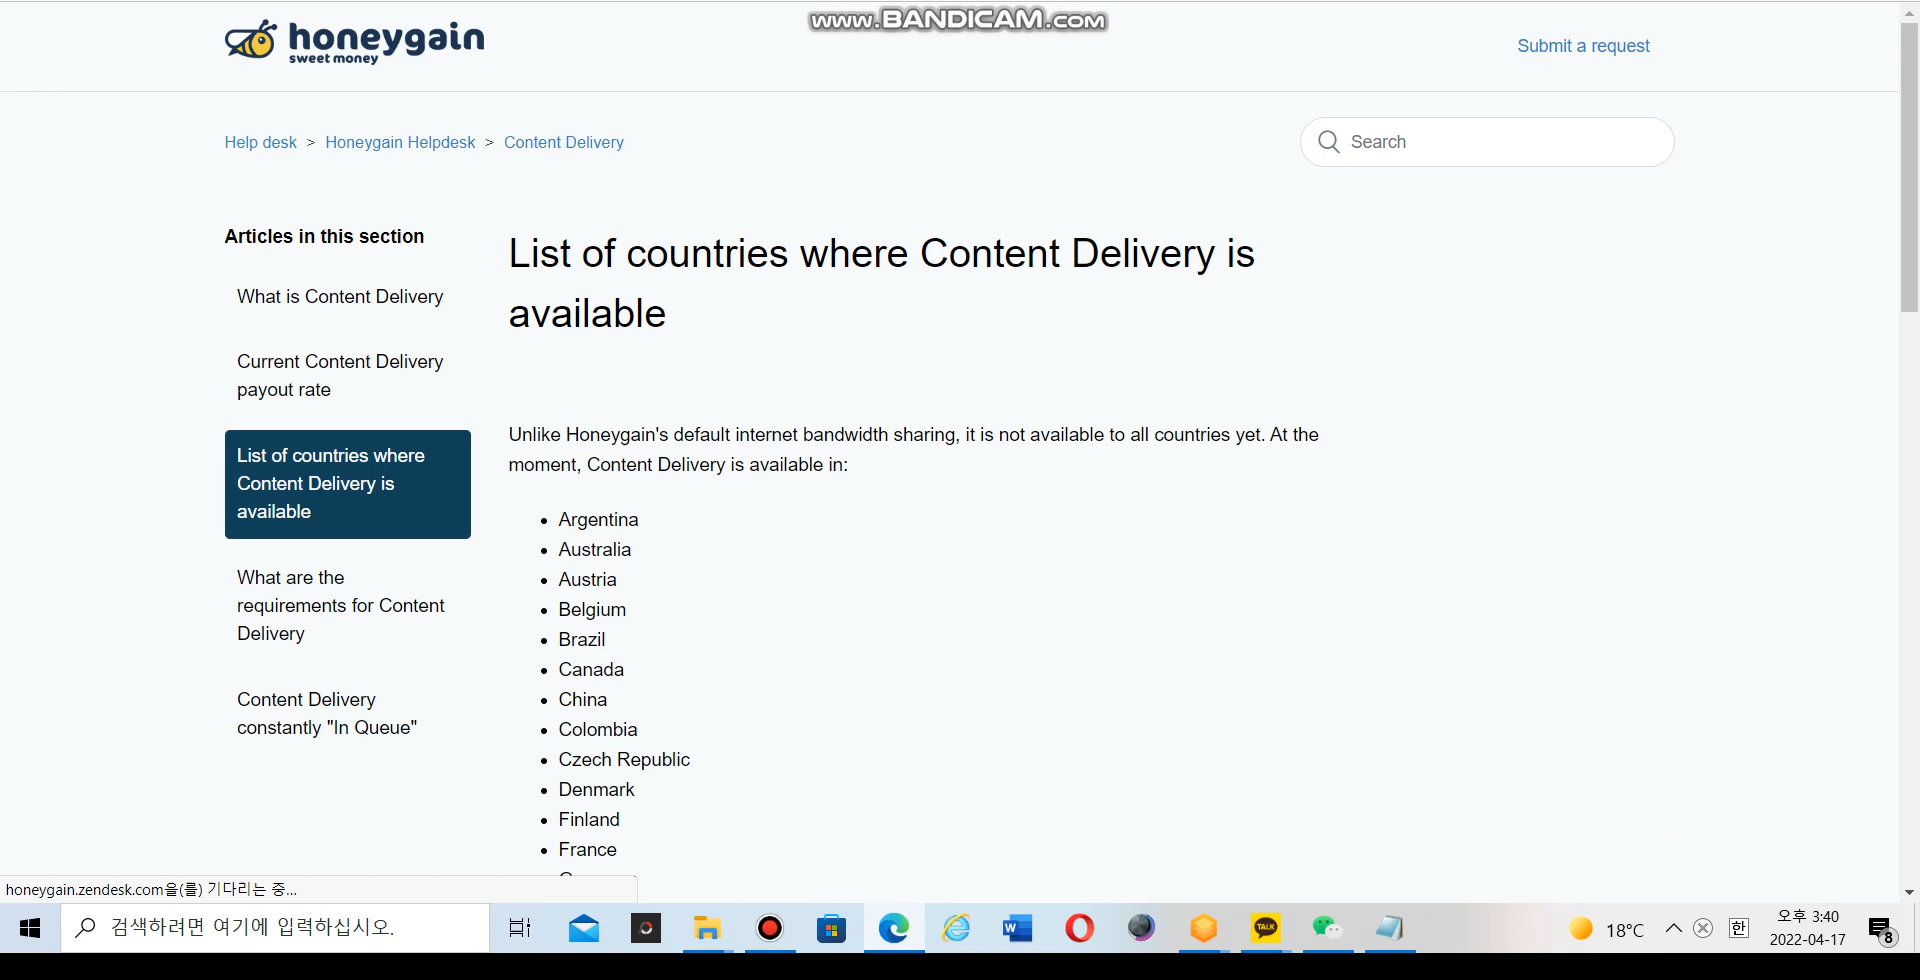 www.BANDICAM.com
honeygain
sweet money
Submit a request
Help desk > Honeygain Helpdesk > Content Delivery
Search
Articles in this section
What is Content Delivery
Current Content Delivery
payout rate
List of countries where
Content Delivery is
available
What are the
requirements for Content
Delivery
Content Delivery
constantly "In Queue"
List of countries where Content Delivery is
available
Unlike Honeygain's default internet bandwidth sharing, it is not available to all countries yet. At the
moment, Content Delivery is available in:
Argentina
Australia
Austria
Belgium
Brazil
Canada
China
Colombia
Czech Republic
Denmark
Finland
France
honeygain.zendesk.com을(를) 기다리는 중...
검색하려면 여기에 입력하십시오.
W
TALK
18°C
한
오후 3:40
2022-04-17
8